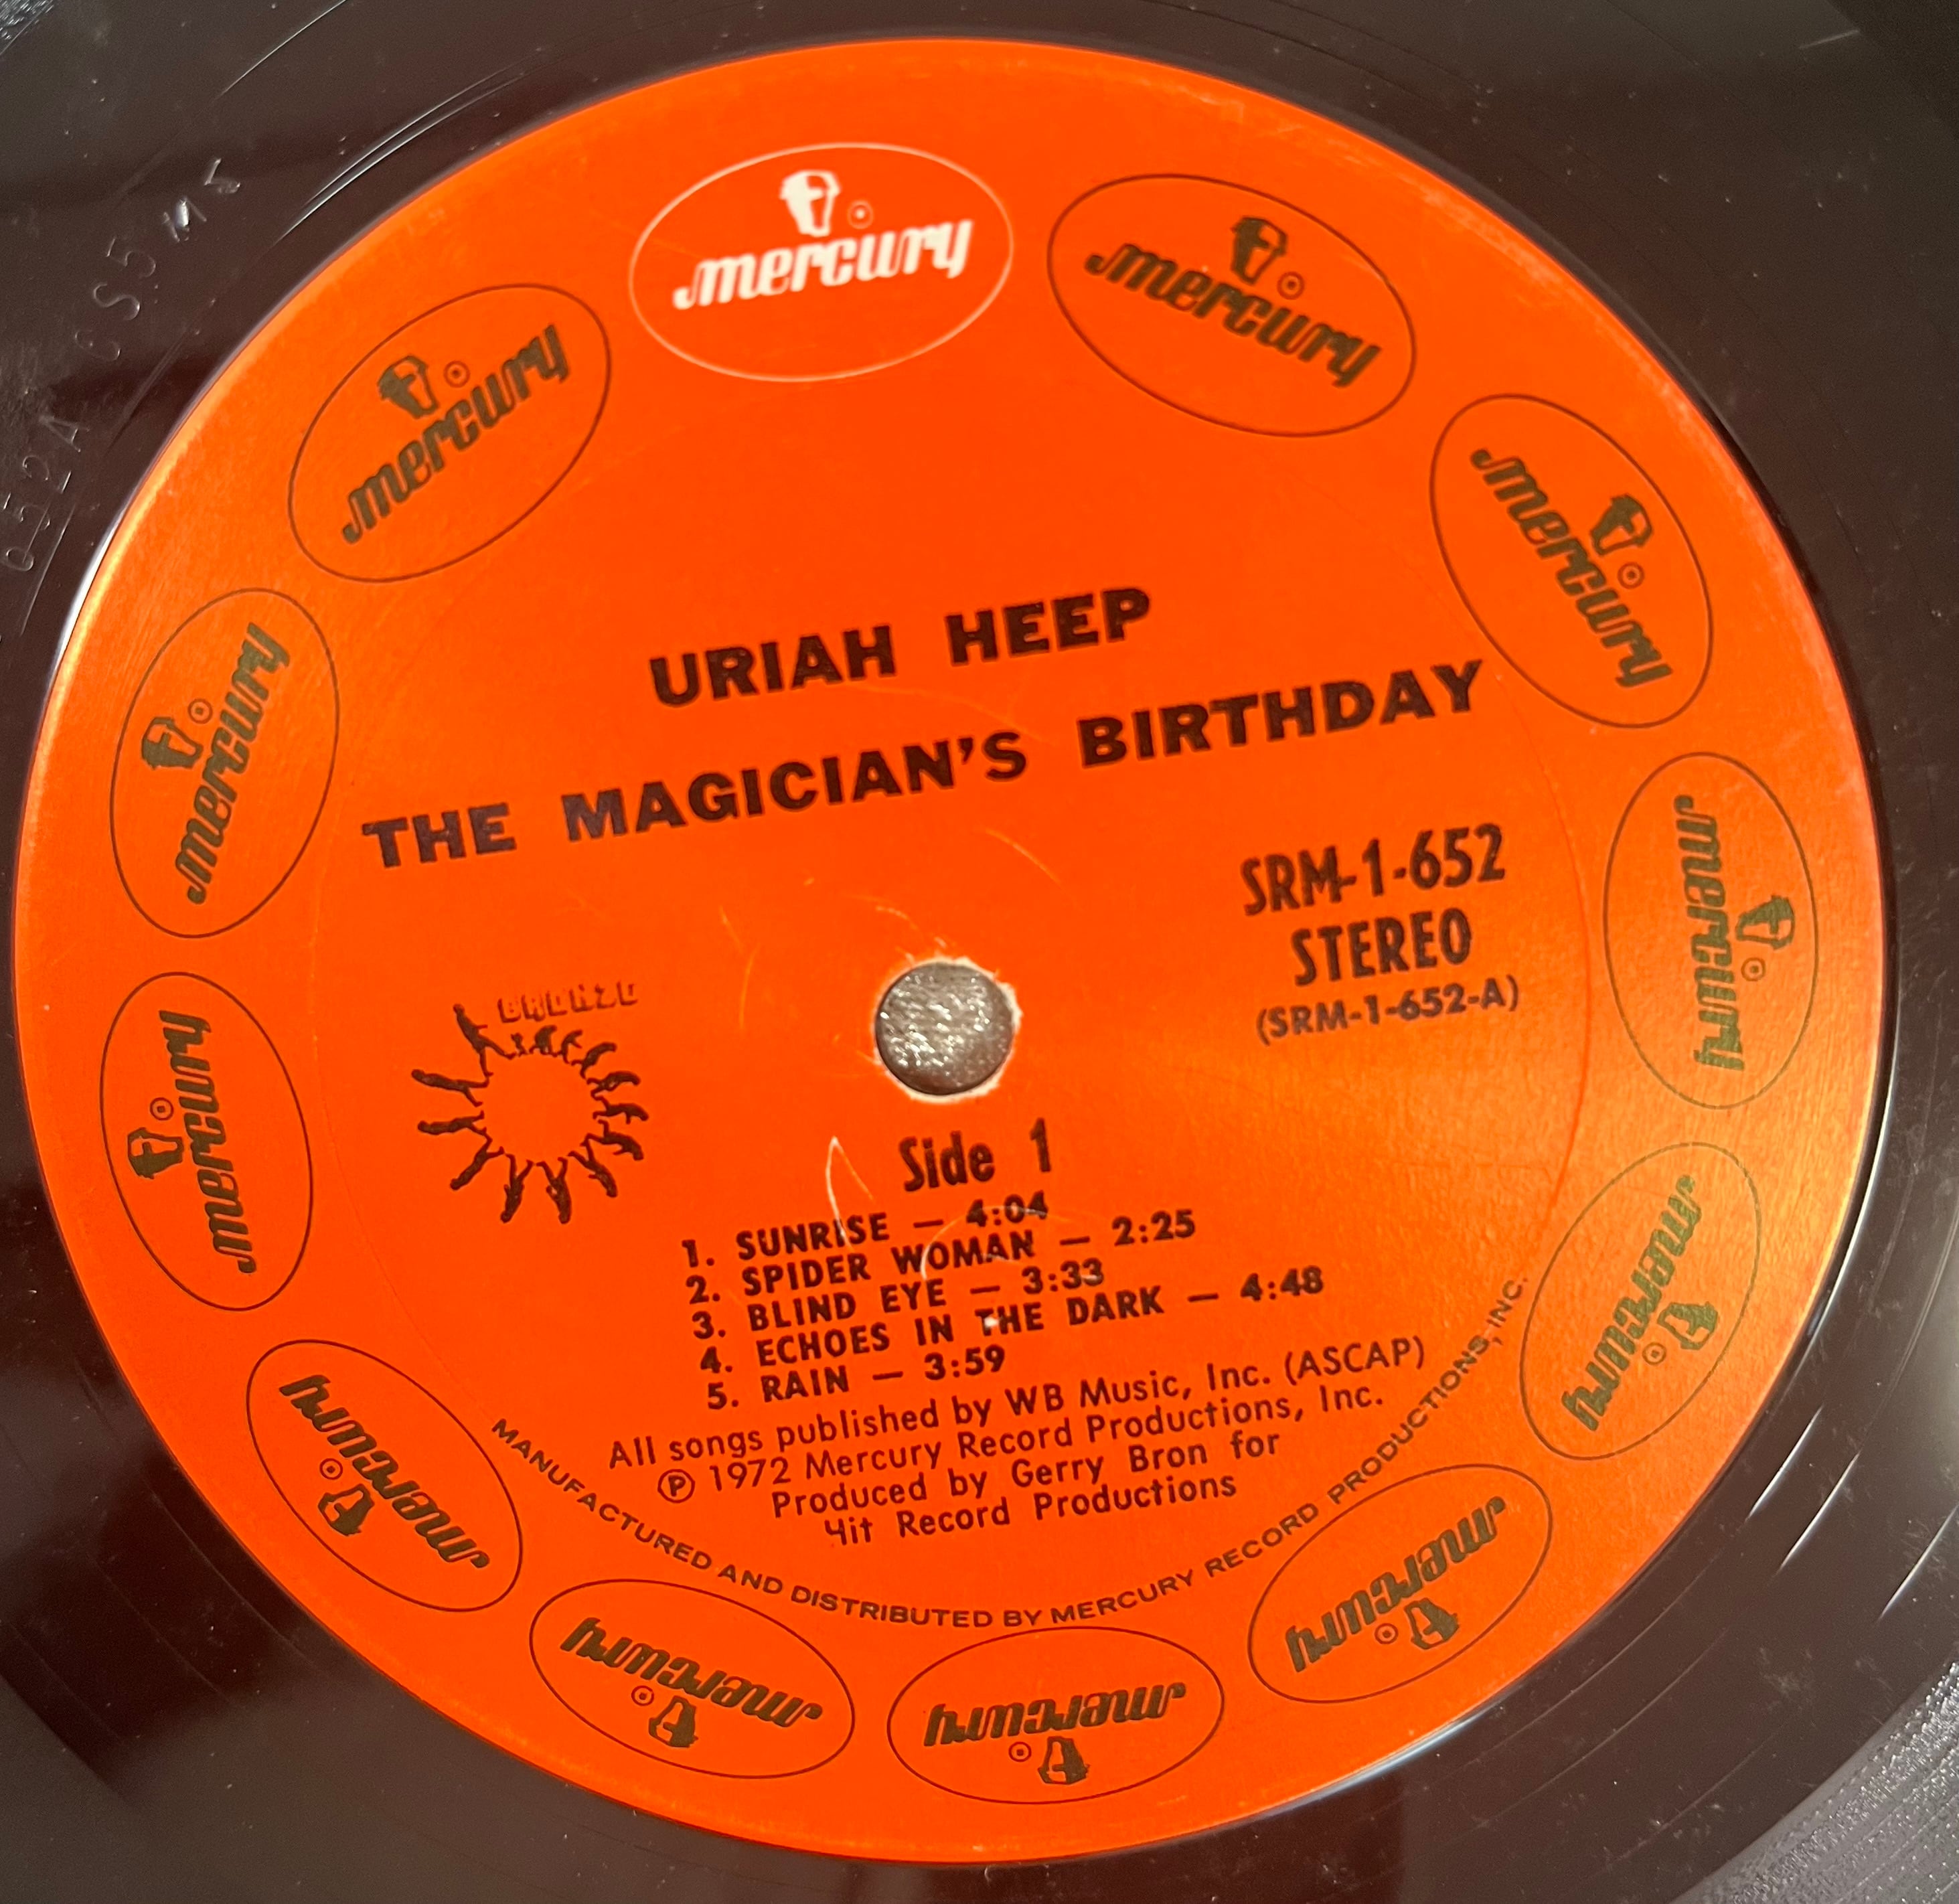 mercury
mercury
mercury
mercury
mercury
mercury
mercury
mercury
mercury
mercury
mercury
mercury
URIAH HEEP
THE MAGICIAN'S BIRTHDAY
SRM-1-652
STEREO
(SRM-1-652-A)
BRONZE
Side 1
1. SUNRISE — 4:04
2. SPIDER WOMAN — 2:25
3. BLIND EYE — 3:33
4. ECHOES IN THE DARK — 4:48
5. RAIN — 3:59
All songs published by WB Music, Inc. (ASCAP)
Ⓟ 1972 Mercury Record Productions, Inc.
Produced by Gerry Bron for
Hit Record Productions
MANUFACTURED AND DISTRIBUTED BY MERCURY RECORD PRODUCTIONS, INC.